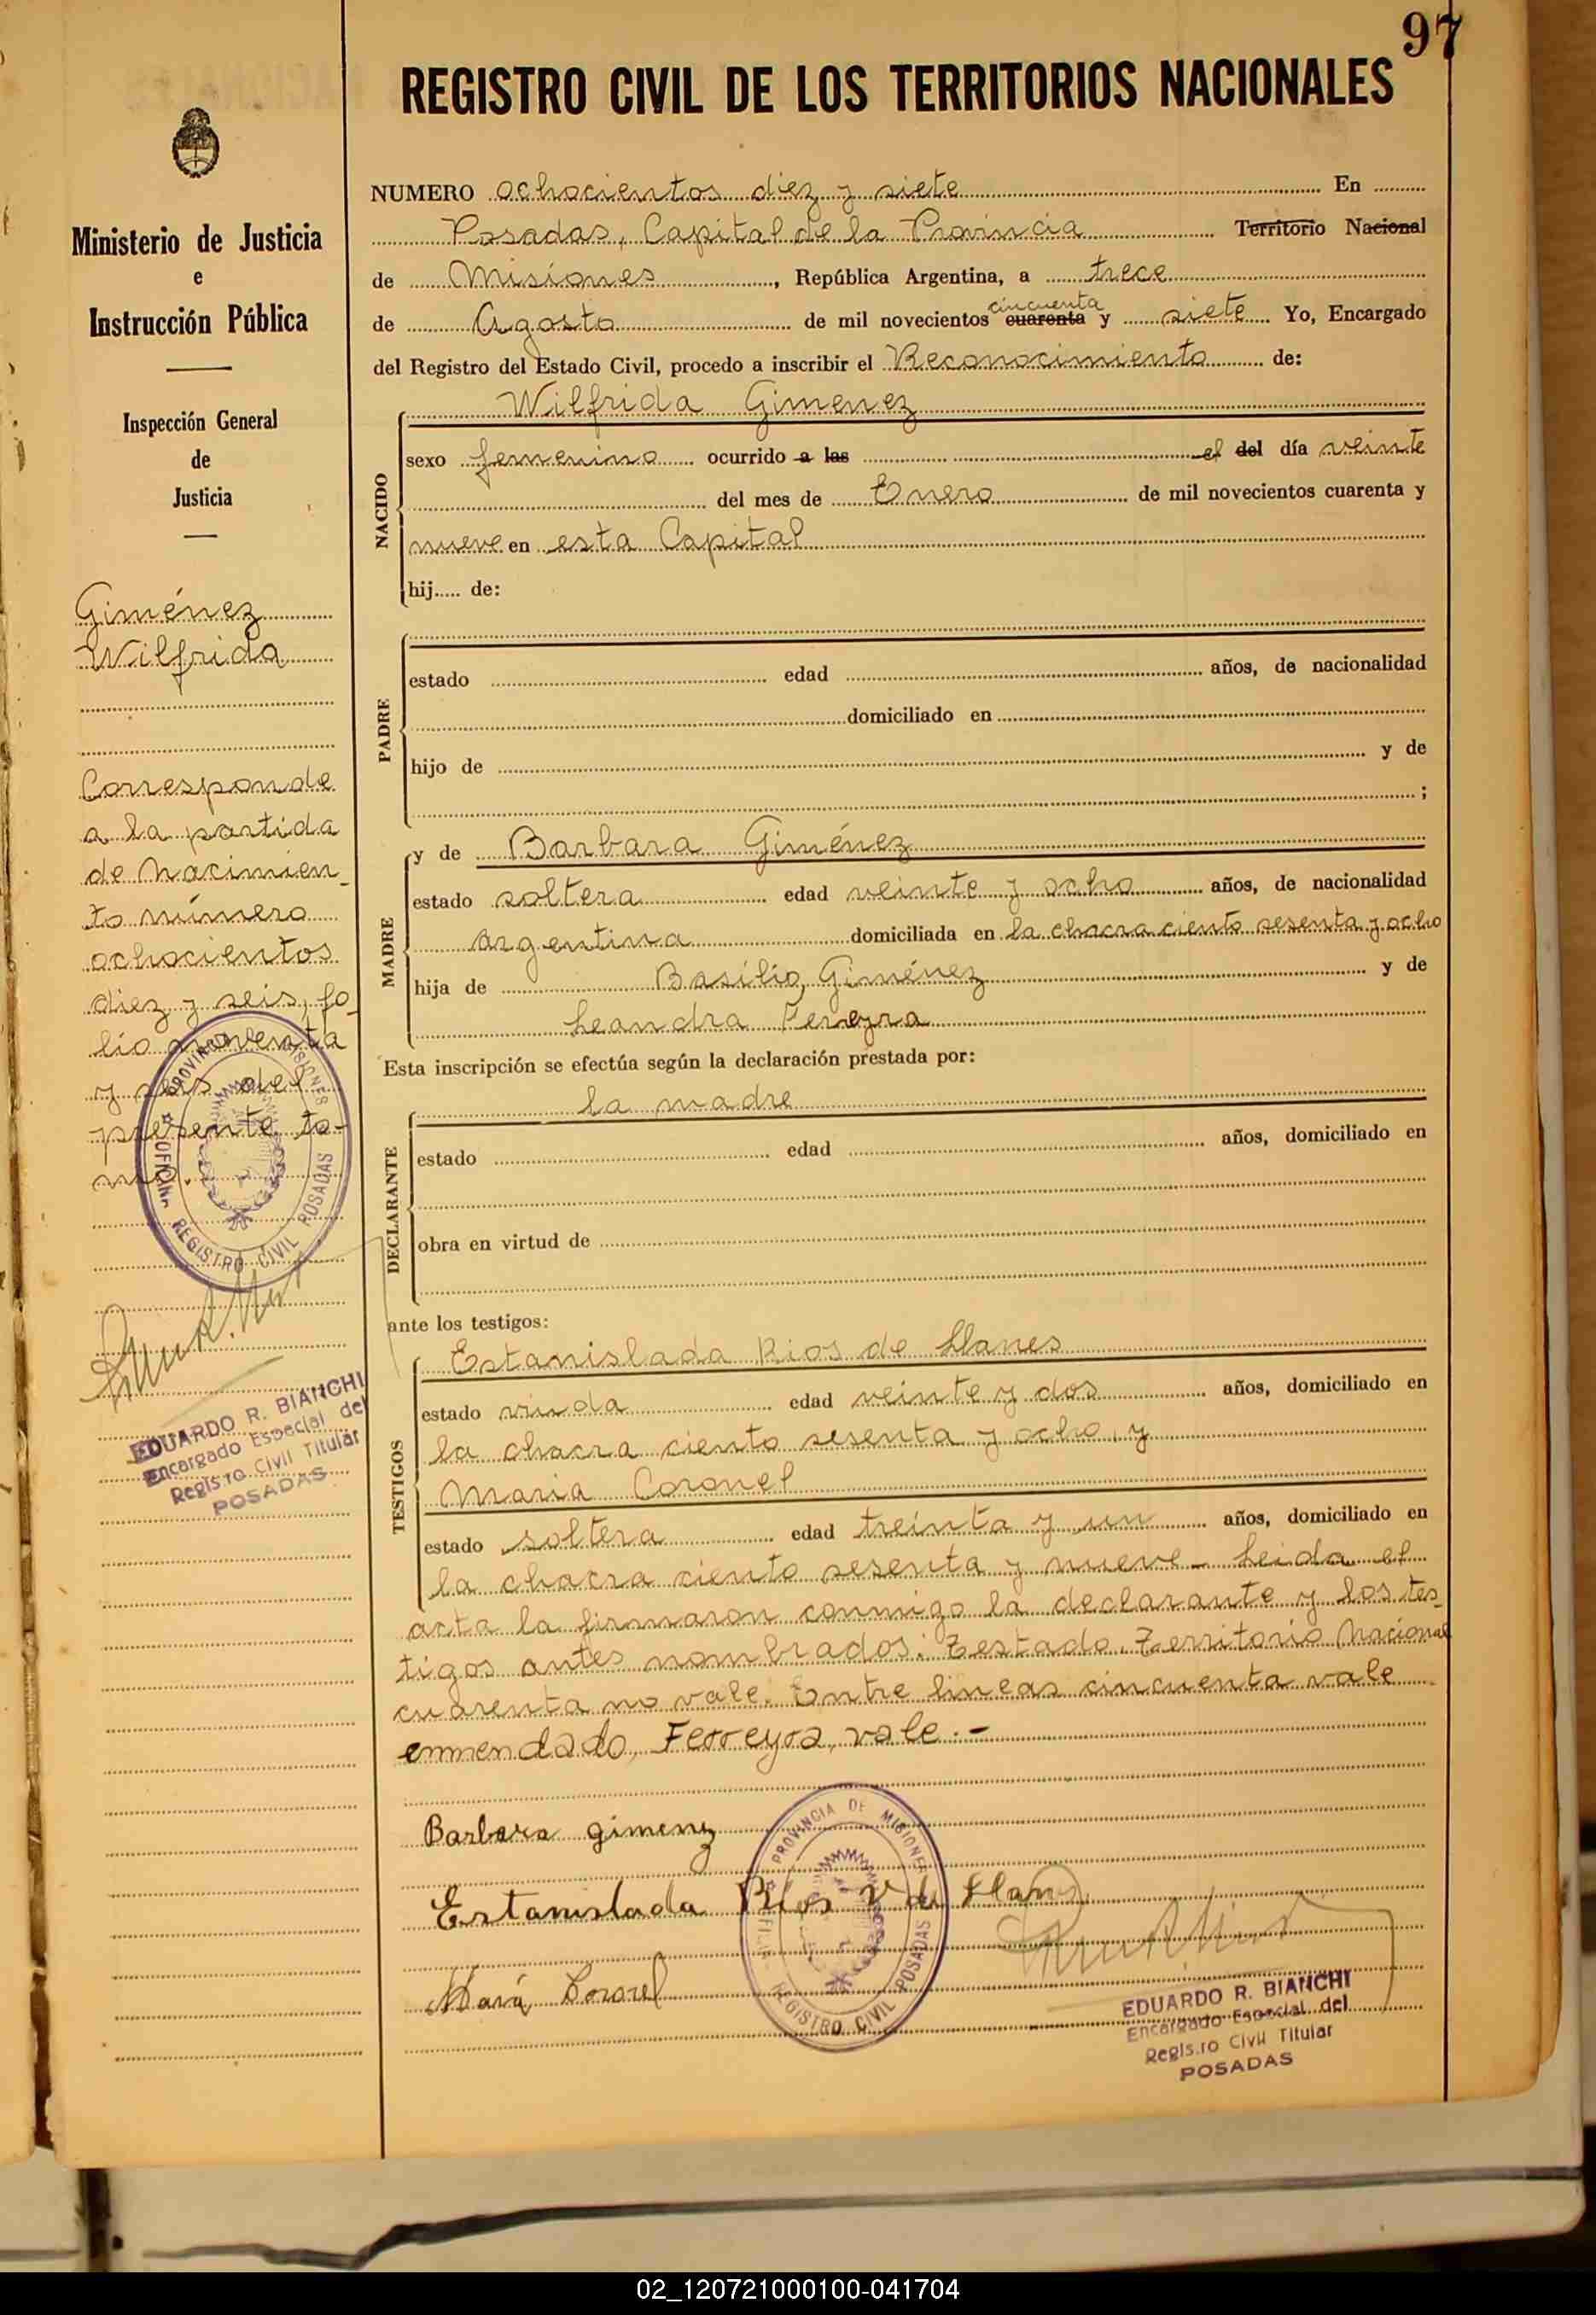 97
REGISTRO CIVIL DE LOS TERRITORIOS NACIONALES
Ministerio de Justicia
e
Instrucción Pública
Inspección General
de
Justicia
Giménez
Wilfrida
Corresponde
a la partida
de Nacimien_
to número
ochocientos
diez y seis, fo_
lio noventa
y seis del
presente to-
mo.
PROVINCIA DE MISIONES
REGISTRO CIVIL POSADAS
EDUARDO R. BIANCHI
Encargado Especial del
Regis.ro Civil Titular
POSADAS
NUMERO ochocientos diez y siete En
Posadas, Capital de la Provincia Territorio Nacional
de Misiones, República Argentina, a trece
cincuenta
de Agosto de mil novecientos cuarenta y siete Yo, Encargado
del Registro del Estado Civil, procedo a inscribir el Reconocimiento de:
NACIDO
Wilfrida Gimenez
sexo femenino ocurrido a las el del día veinte
del mes de Enero de mil novecientos cuarenta y
nueve en esta Capital
hij..... de:
PADRE
estado edad años, de nacionalidad
domiciliado en
hijo de y de
;
MADRE
y de Barbara Giménez
estado soltera edad veinte y ocho años, de nacionalidad
argentina domiciliada en la chacra ciento sesenta y ocho
hija de Basilio Giménez y de
Leandra Ferreyra
Esta inscripción se efectúa según la declaración prestada por:
DECLARANTE
la madre
estado edad años, domiciliado en
obra en virtud de
ante los testigos:
TESTIGOS
Estanislada Rios de Llanes
estado viuda edad veinte y dos años, domiciliado en
la chacra ciento sesenta y ocho, y
Maria Coronel
estado soltera edad treinta y un años, domiciliado en
la chacra ciento sesenta y nueve - Leida el
acta la firmaron conmigo la declarante y los tes_
tigos antes nombrados: Testado. Territorio Nacional
cuarenta no vale. Entre lineas cincuenta vale
enmendado, Ferreyra, vale.-
Barbara gimenz
Estanislada Rios V de Llanes
María Coronel
PROVINCIA DE MISIONES
REGISTRO CIVIL POSADAS
EDUARDO R. BIANCHI
Encargado Especial del
Regis.ro Civil Titular
POSADAS
02_120721000100-041704